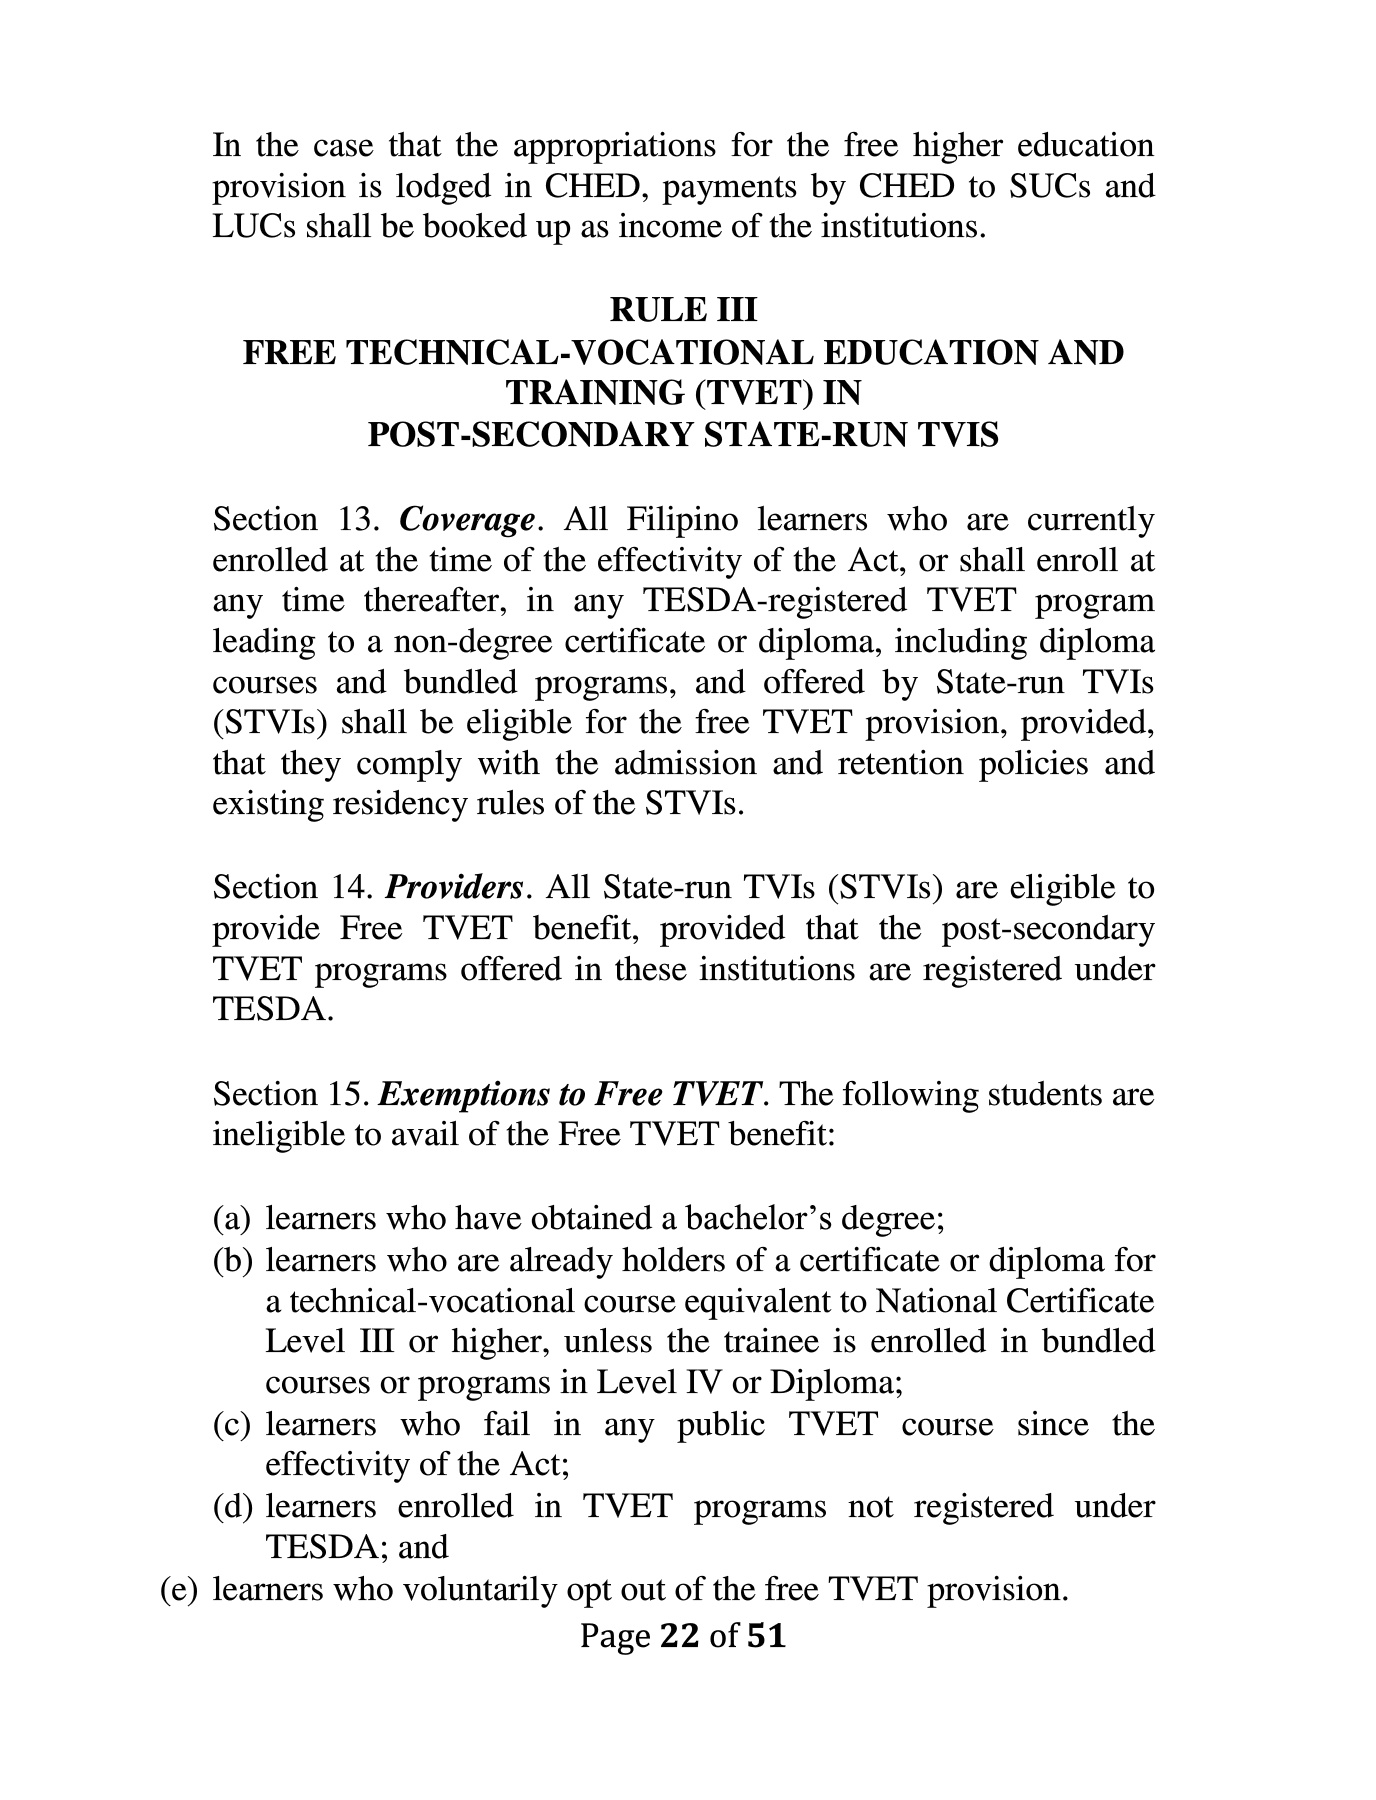 In the case that the appropriations for the free higher education
provision is lodged in CHED, payments by CHED to SUCs and
LUCs shall be booked up as income of the institutions.
RULE III
FREE TECHNICAL-VOCATIONAL EDUCATION AND
TRAINING (TVET) IN
POST-SECONDARY STATE-RUN TVIS
Section 13. Coverage. All Filipino learners who are currently
enrolled at the time of the effectivity of the Act, or shall enroll at
any time thereafter, in any TESDA-registered TVET program
leading to a non-degree certificate or diploma, including diploma
courses and bundled programs, and offered by State-run TVIs
(STVIs) shall be eligible for the free TVET provision, provided,
that they comply with the admission and retention policies and
existing residency rules of the STVIs.
Section 14. Providers. All State-run TVIs (STVIs) are eligible to
provide Free TVET benefit, provided that the post-secondary
TVET programs offered in these institutions are registered under
TESDA.
Section 15. Exemptions to Free TVET. The following students are
ineligible to avail of the Free TVET benefit:
(a) learners who have obtained a bachelor’s degree;
(b) learners who are already holders of a certificate or diploma for
a technical-vocational course equivalent to National Certificate
Level III or higher, unless the trainee is enrolled in bundled
courses or programs in Level IV or Diploma;
(c) learners who fail in any public TVET course since the
effectivity of the Act;
(d) learners enrolled in TVET programs not registered under
TESDA; and
(e) learners who voluntarily opt out of the free TVET provision.
Page 22 of 51